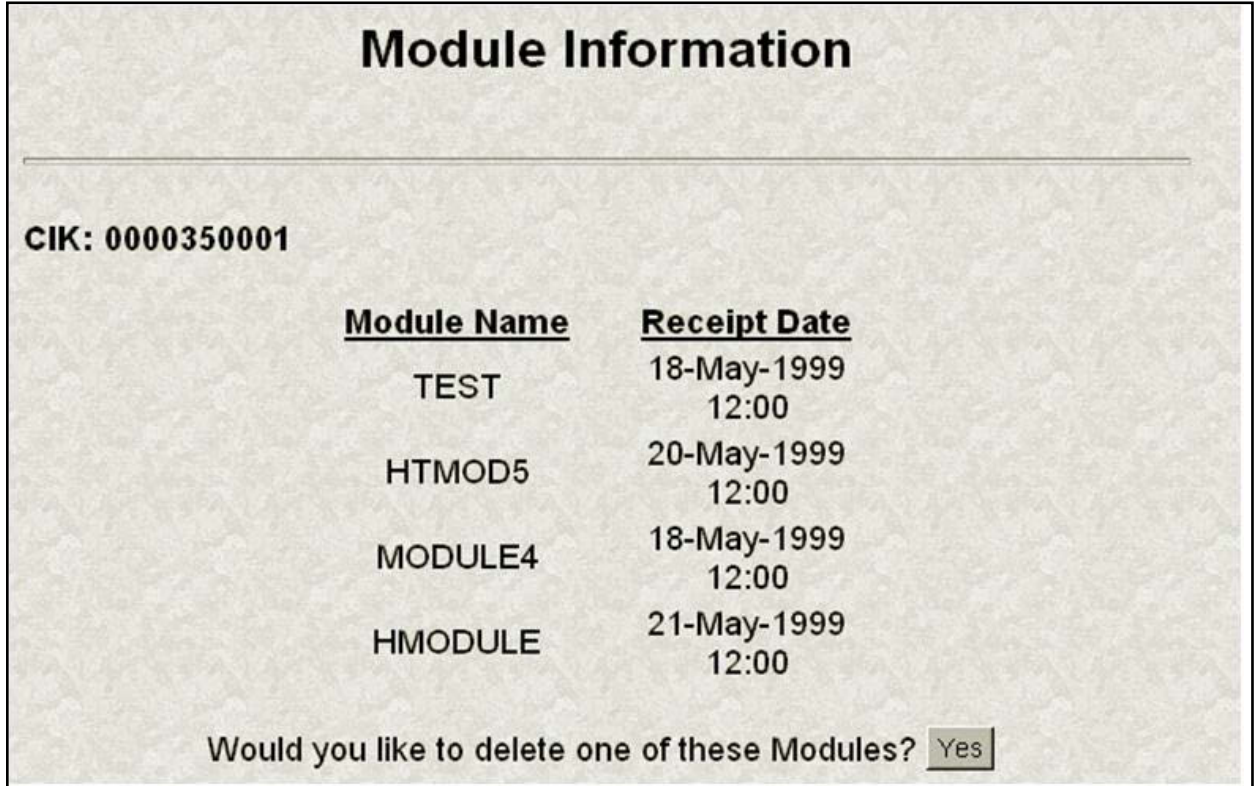 Module Information
CIK: 0000350001
Module Name Receipt Date
TEST 18-May-1999
12:00
HTMOD5 20-May-1999
12:00
MODULE4 18-May-1999
12:00
HMODULE 21-May-1999
12:00
Would you like to delete one of these Modules? Yes